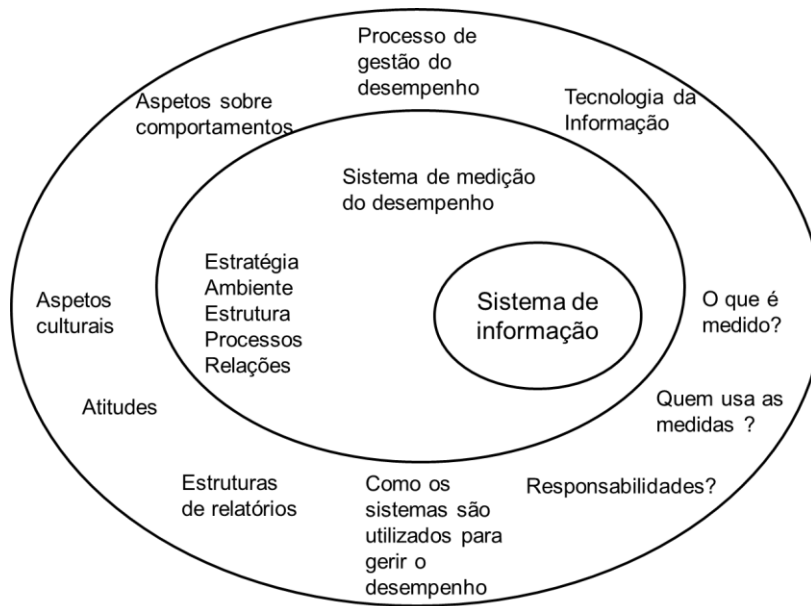 Processo de
gestão do
desempenho
Aspetos sobre
comportamentos
Tecnologia da
Informação
Sistema de medição
do desempenho
Estratégia
Ambiente
Estrutura
Processos
Relações
Sistema de
informação
Aspetos
culturais
O que é
medido?
Atitudes
Quem usa as
medidas ?
Estruturas
de relatórios
Como os
sistemas são
utilizados para
gerir o
desempenho
Responsabilidades?